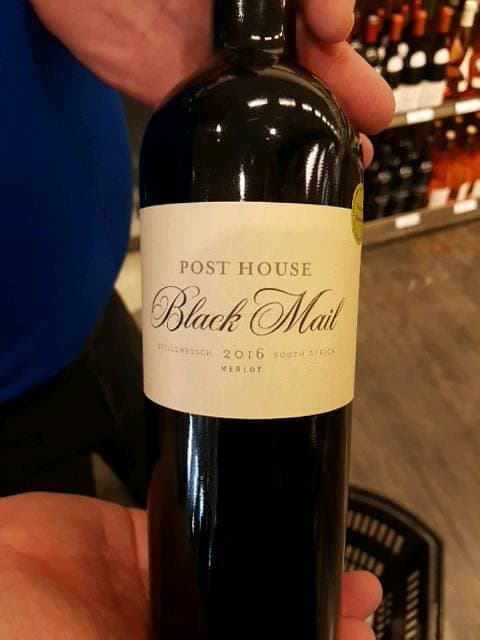 POST HOUSE
Black Mail
STELLENBOSCH 2016 SOUTH AFRICA
MERLOT